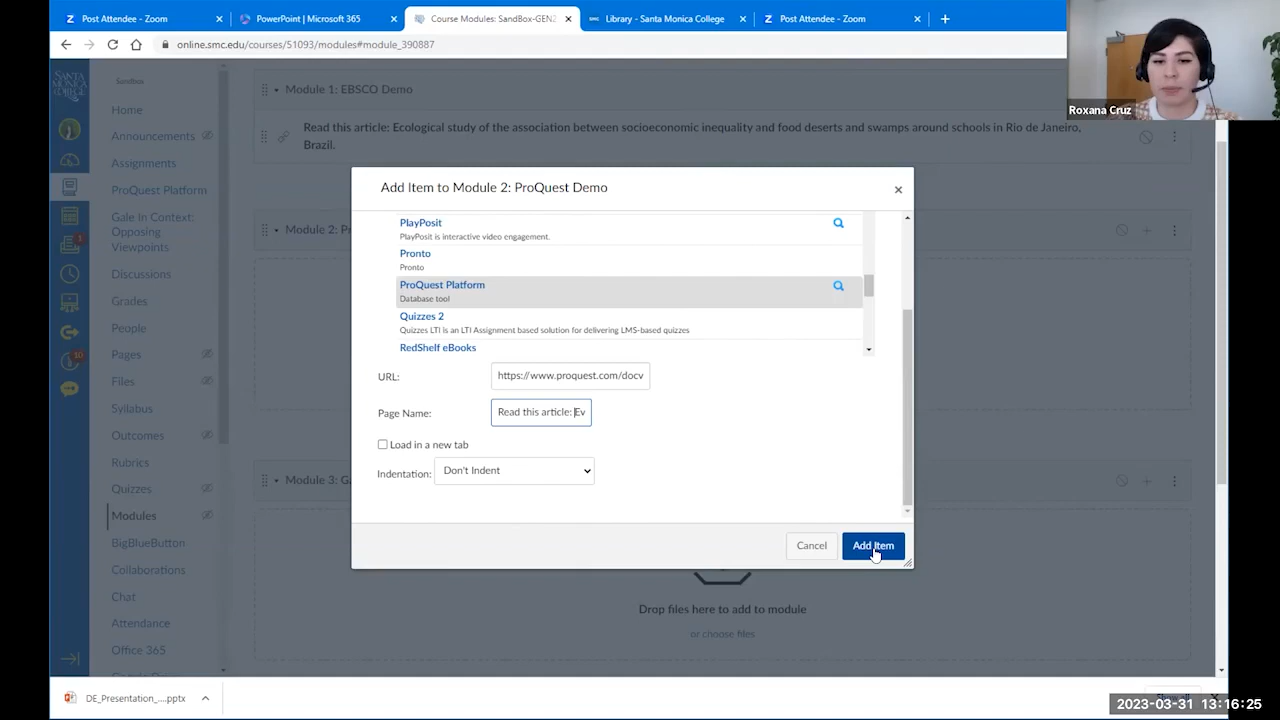 Post Attendee - Zoom
PowerPoint | Microsoft 365
Course Modules: SandBox-GEN2
Library - Santa Monica College
Post Attendee - Zoom
online.smc.edu/courses/51093/modules#module_390887
Roxana Cruz
Sandbox
Home
Announcements
Assignments
ProQuest Platform
Gale In Context:
Opposing
Viewpoints
Discussions
Grades
People
Pages
Files
Syllabus
Outcomes
Rubrics
Quizzes
Modules
BigBlueButton
Collaborations
Chat
Attendance
Office 365
1
10
Module 1: EBSCO Demo
Read this article: Ecological study of the association between socioeconomic inequality and food deserts and swamps around schools in Rio de Janeiro,
Brazil.
Module 2: Pr
Module 3: G
Add Item to Module 2: ProQuest Demo
PlayPosit
PlayPosit is interactive video engagement.
Pronto
Pronto
ProQuest Platform
Database tool
Quizzes 2
Quizzes LTI is an LTI Assignment based solution for delivering LMS-based quizzes
RedShelf eBooks
URL:
https://www.proquest.com/docv
Page Name:
Read this article: Ev
Load in a new tab
Indentation:
Don't Indent
Cancel
Add Item
Drop files here to add to module
or choose files
DE_Presentation_....pptx
2023-03-31 13:16:25